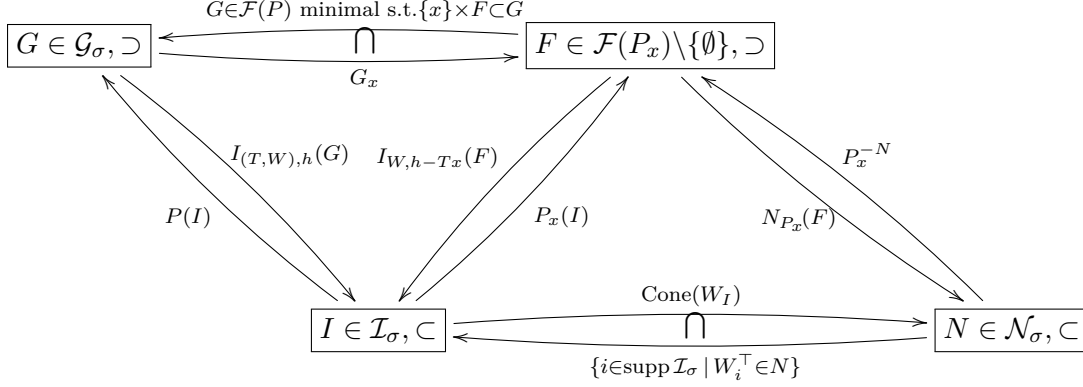 G∈𝓕(P) minimal s.t.{x}×F⊂G
G ∈ 𝒢_σ, ⊃
⋂
F ∈ 𝓕(P_x)\{∅}, ⊃
G_x
I_{(T,W),h}(G)
I_{W,h−Tx}(F)
P_x^{−N}
P(I)
P_x(I)
N_{P_x}(F)
Cone(W_I)
I ∈ 𝓘_σ, ⊂
⋂
N ∈ 𝒩_σ, ⊂
{i∈supp 𝓘_σ | W_i^⊤∈N}